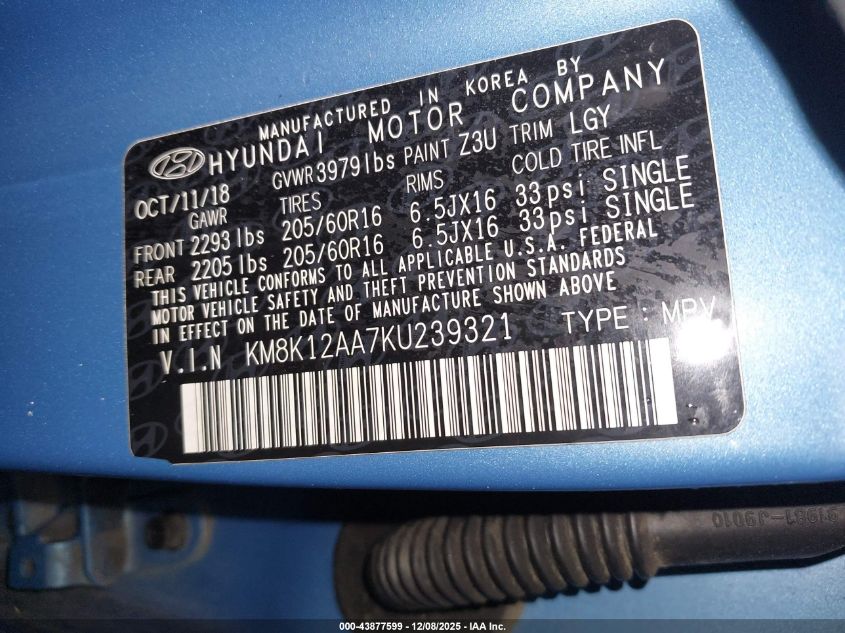 MANUFACTURED IN KOREA BY
HYUNDAI MOTOR COMPANY
OCT/11/18 GVWR 3979lbs PAINT Z3U TRIM LGY
GAWR TIRES RIMS COLD TIRE INFL
FRONT 2293 lbs 205/60R16 6.5JX16 33psi SINGLE
REAR 2205 lbs 205/60R16 6.5JX16 33psi SINGLE
THIS VEHICLE CONFORMS TO ALL APPLICABLE U.S.A. FEDERAL
MOTOR VEHICLE SAFETY AND THEFT PREVENTION STANDARDS
IN EFFECT ON THE DATE OF MANUFACTURE SHOWN ABOVE
V.I.N KM8K12AA7KU239321 TYPE : MPV
91981-J9010
000-43877599 | 12/08/2025 - IAA Inc.